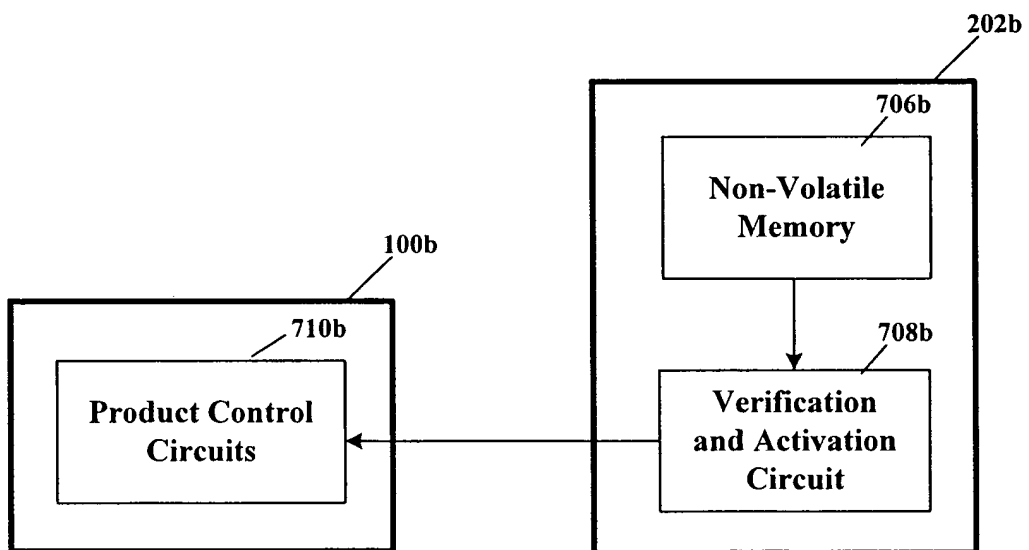 202b
706b
Non-Volatile
Memory
100b
710b
708b
Product Control
Circuits
Verification
and Activation
Circuit